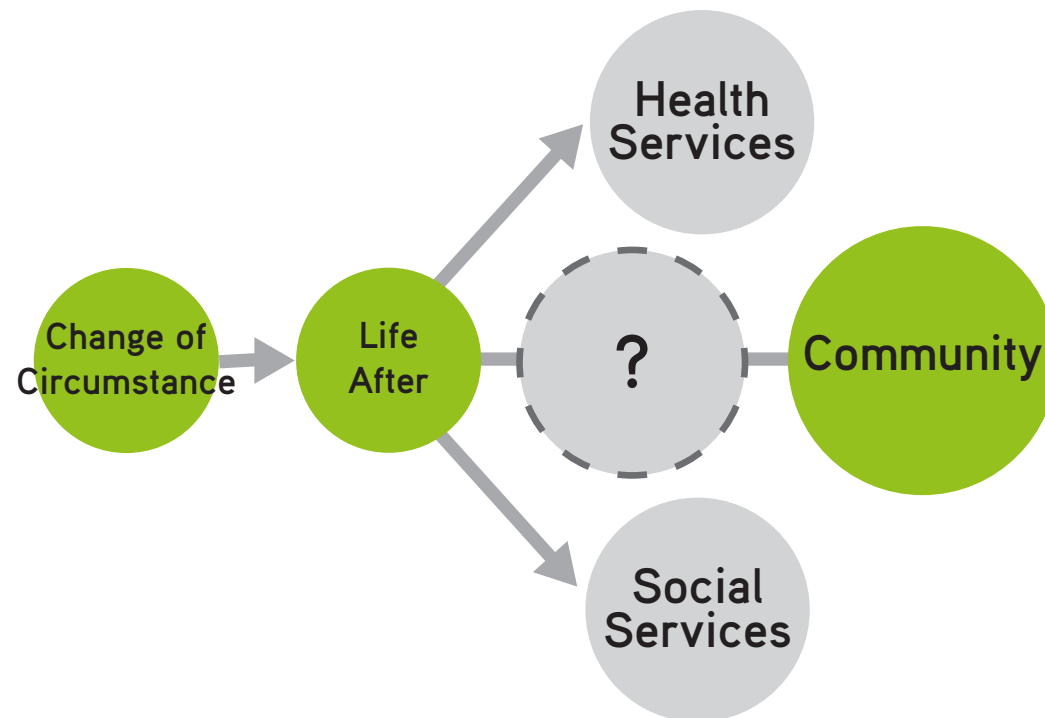 Change of
Circumstance
Life
After
Health
Services
?
Community
Social
Services